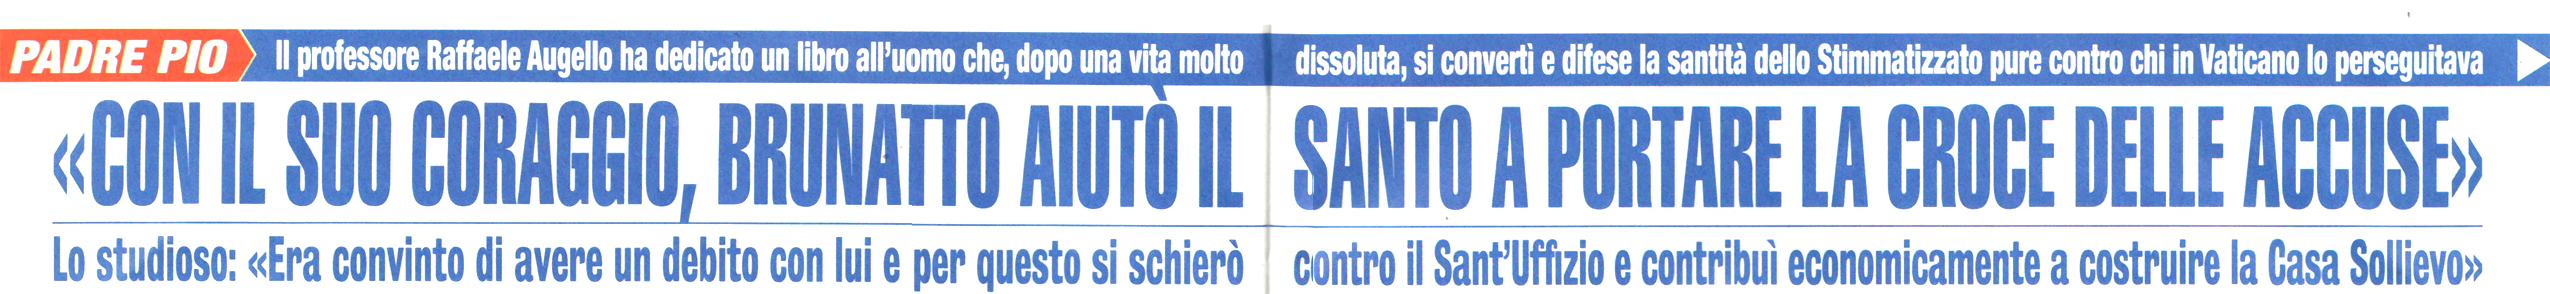 PADRE PIO Il professore Raffaele Augello ha dedicato un libro all'uomo che, dopo una vita molto dissoluta, si convertì e difese la santità dello Stimmatizzato pure contro chi in Vaticano lo perseguitava
«CON IL SUO CORAGGIO, BRUNATTO AIUTÒ IL SANTO A PORTARE LA CROCE DELLE ACCUSE»
Lo studioso: «Era convinto di avere un debito con lui e per questo si schierò contro il Sant'Uffizio e contribuì economicamente a costruire la Casa Sollievo»